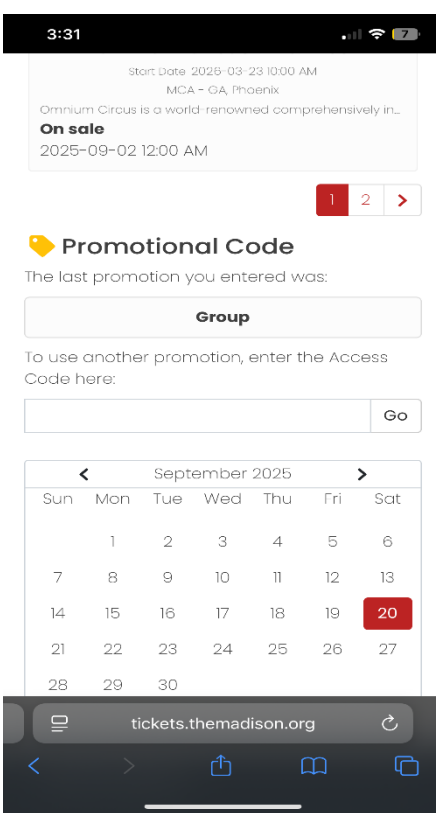 3:31
7
Start Date 2026-03-23 10:00 AM
MCA - GA, Phoenix
Omnium Circus is a world-renowned comprehensively in...
On sale
2025-09-02 12:00 AM
1 2
Promotional Code
The last promotion you entered was:
Group
To use another promotion, enter the Access
Code here:
Go
September 2025
Sun Mon Tue Wed Thu Fri Sat
1 2 3 4 5 6
7 8 9 10 11 12 13
14 15 16 17 18 19 20
21 22 23 24 25 26 27
28 29 30
tickets.themadison.org